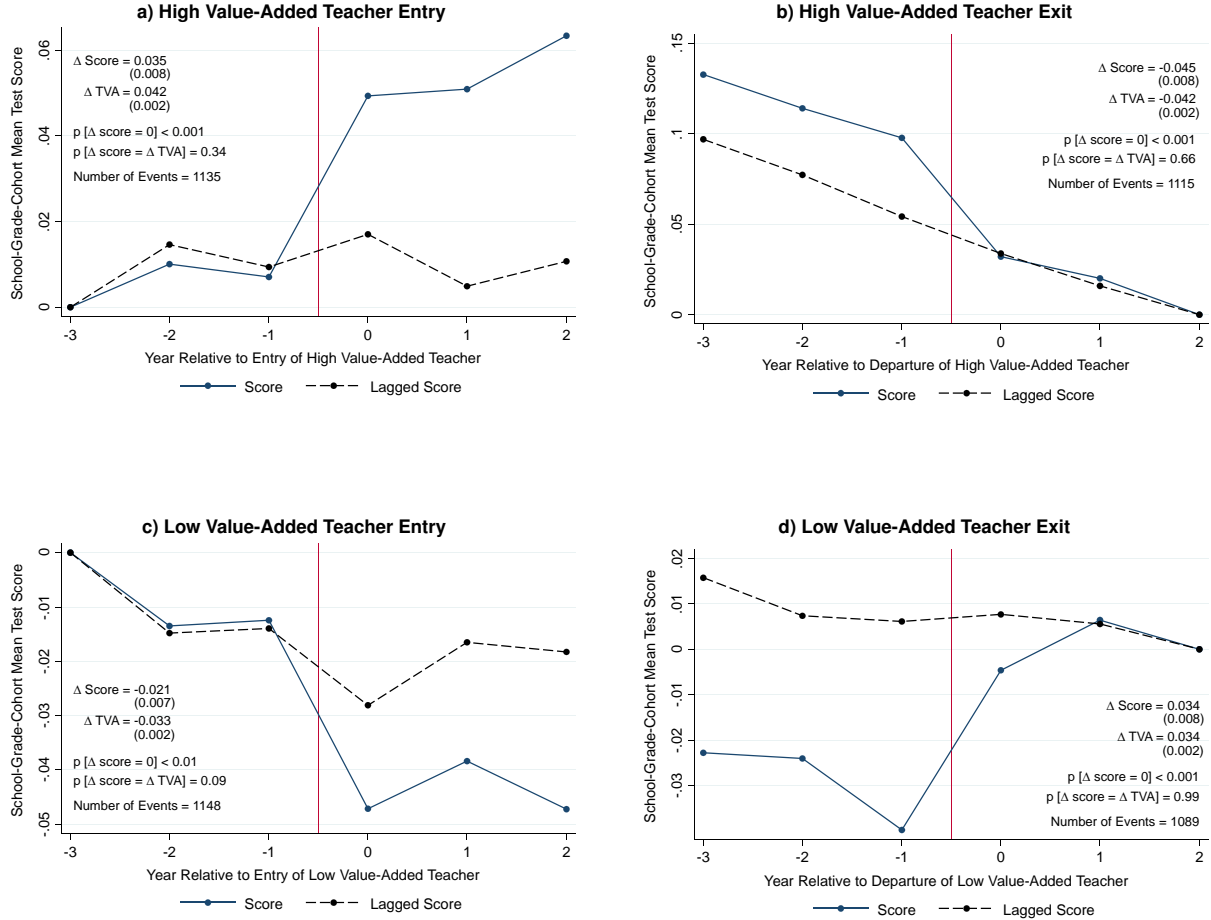 a) High Value-Added Teacher Entry
School-Grade-Cohort Mean Test Score
.06
.04
.02
0
Δ Score = 0.035
(0.008)
Δ TVA = 0.042
(0.002)
p [Δ score = 0] < 0.001
p [Δ score = Δ TVA] = 0.34
Number of Events = 1135
-3 -2 -1 0 1 2
Year Relative to Entry of High Value-Added Teacher
Score Lagged Score
b) High Value-Added Teacher Exit
School-Grade-Cohort Mean Test Score
.15
.1
.05
0
Δ Score = -0.045
(0.008)
Δ TVA = -0.042
(0.002)
p [Δ score = 0] < 0.001
p [Δ score = Δ TVA] = 0.66
Number of Events = 1115
-3 -2 -1 0 1 2
Year Relative to Departure of High Value-Added Teacher
Score Lagged Score
c) Low Value-Added Teacher Entry
School-Grade-Cohort Mean Test Score
0
-.01
-.02
-.03
-.04
-.05
Δ Score = -0.021
(0.007)
Δ TVA = -0.033
(0.002)
p [Δ score = 0] < 0.01
p [Δ score = Δ TVA] = 0.09
Number of Events = 1148
-3 -2 -1 0 1 2
Year Relative to Entry of Low Value-Added Teacher
Score Lagged Score
d) Low Value-Added Teacher Exit
School-Grade-Cohort Mean Test Score
.02
.01
0
-.01
-.02
-.03
Δ Score = 0.034
(0.008)
Δ TVA = 0.034
(0.002)
p [Δ score = 0] < 0.001
p [Δ score = Δ TVA] = 0.99
Number of Events = 1089
-3 -2 -1 0 1 2
Year Relative to Departure of Low Value-Added Teacher
Score Lagged Score